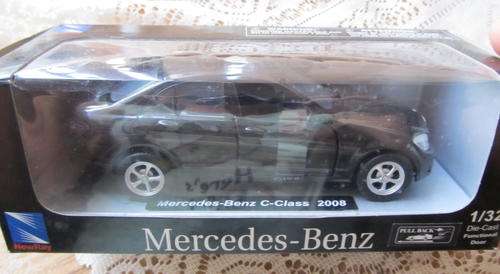 Mercedes-Benz C-Class 2008
NewRay
Mercedes-Benz
PULL BACK
1/32
Die-Cast
Functional
Door